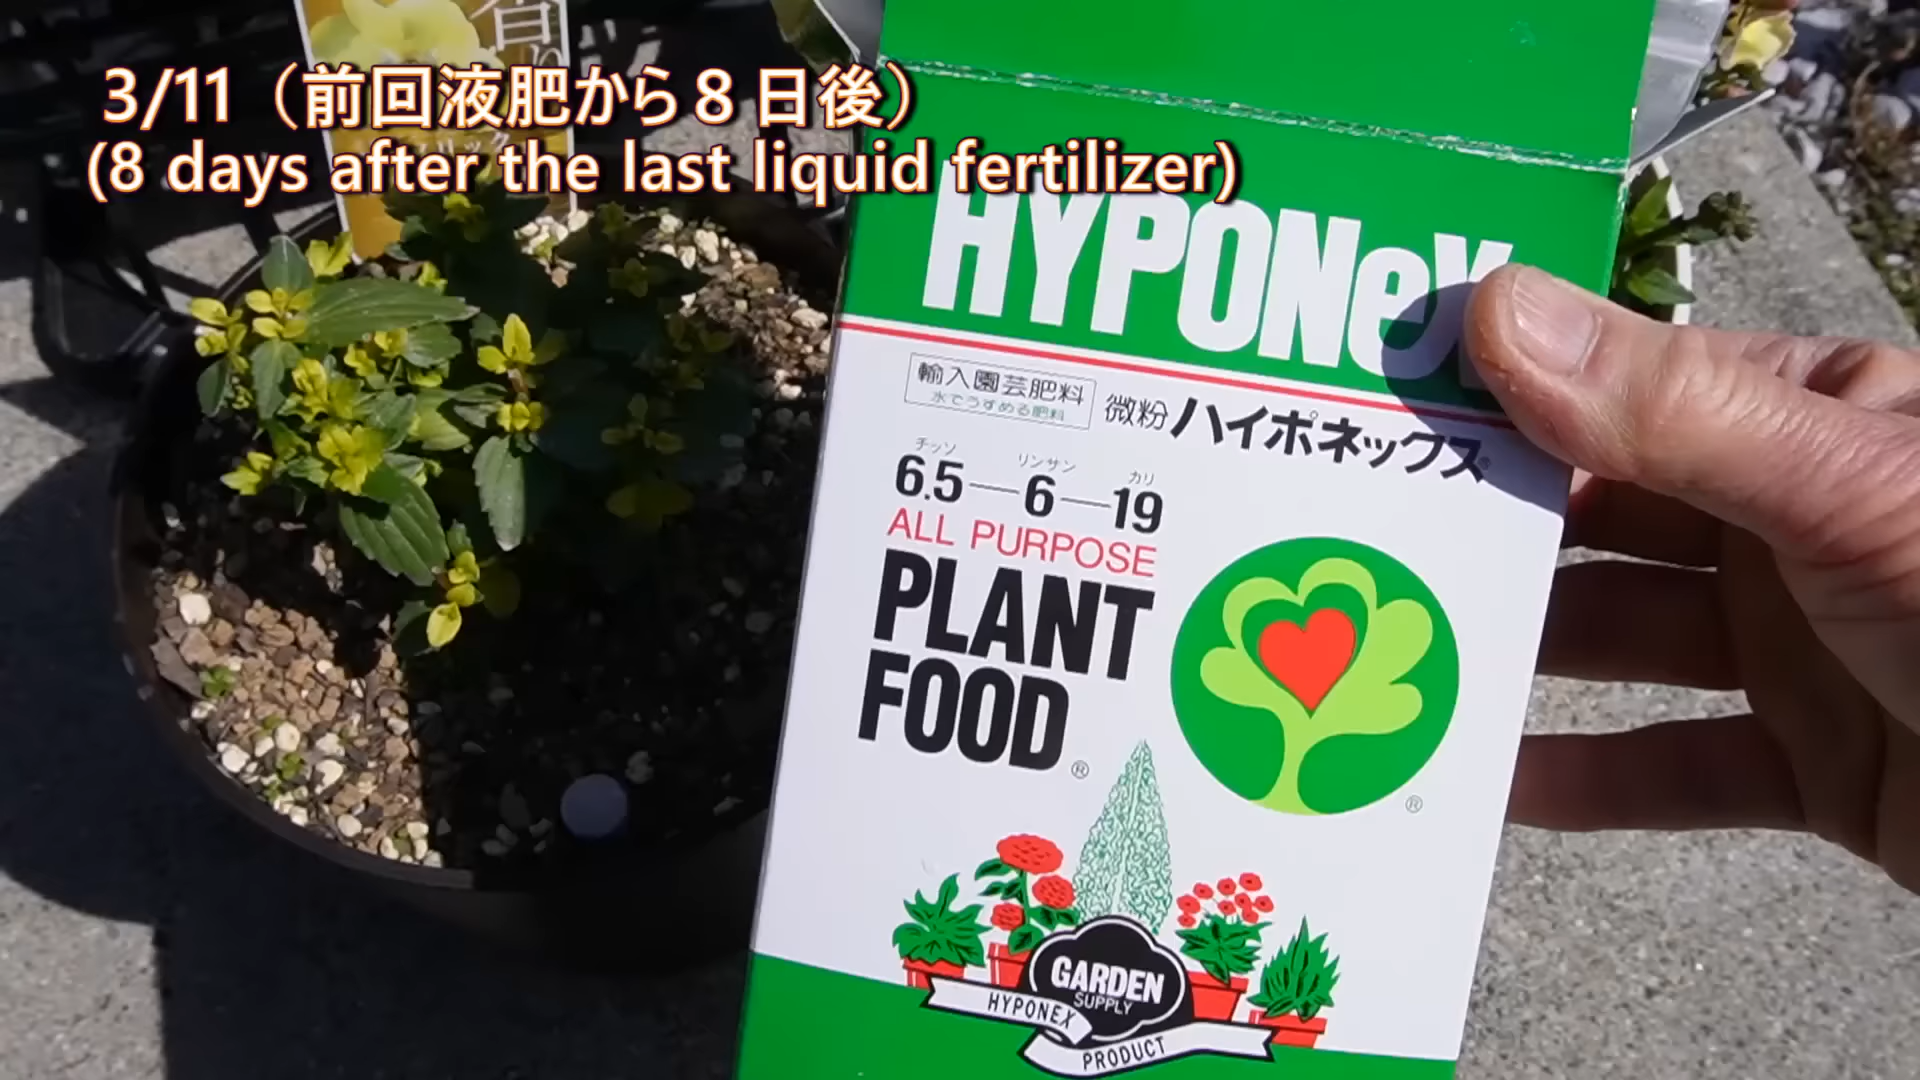 3/11（前回液肥から８日後）
(8 days after the last liquid fertilizer)
HYPONeX
輸入園芸肥料
水でうすめる肥料
微粉ハイポネックス®
チッソ リンサン カリ
6.5—6—19
ALL PURPOSE
PLANT
FOOD®
®
GARDEN
SUPPLY
HYPONEX
PRODUCT